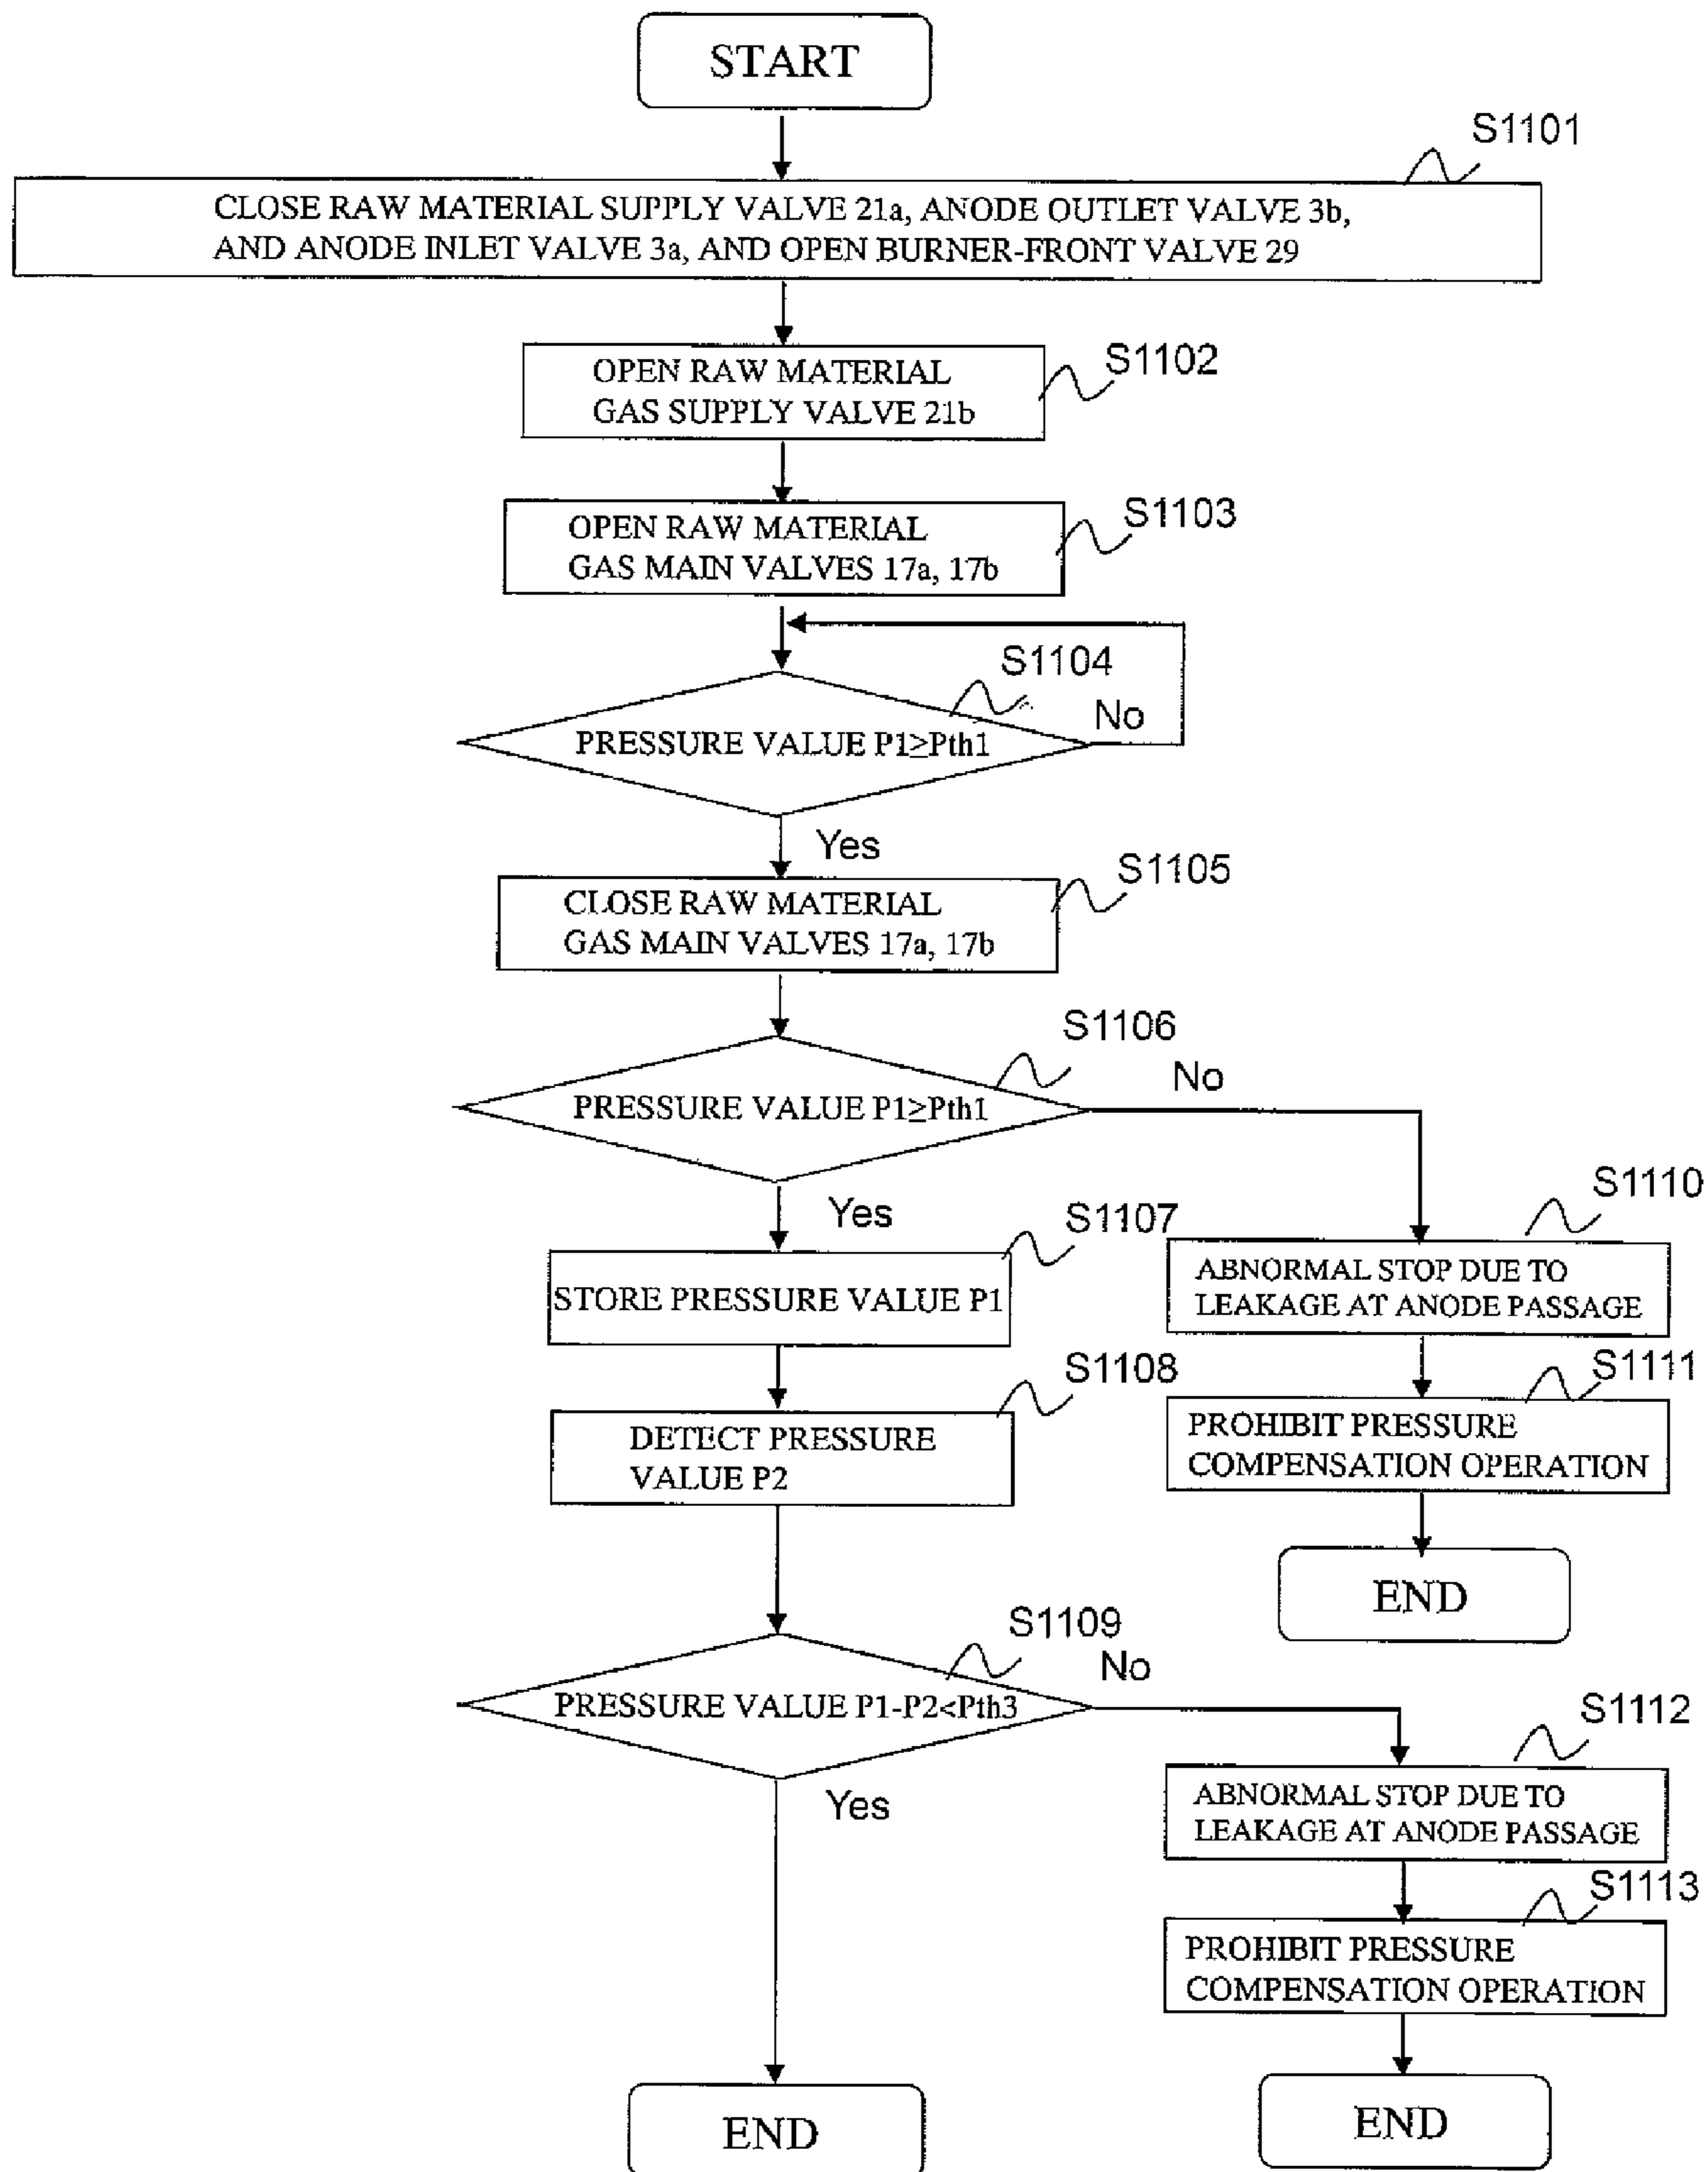 START
S1101
CLOSE RAW MATERIAL SUPPLY VALVE 21a, ANODE OUTLET VALVE 3b,
AND ANODE INLET VALVE 3a, AND OPEN BURNER-FRONT VALVE 29
S1102
OPEN RAW MATERIAL
GAS SUPPLY VALVE 21b
S1103
OPEN RAW MATERIAL
GAS MAIN VALVES 17a, 17b
S1104
No
PRESSURE VALUE P1≥Pth1
Yes
S1105
CLOSE RAW MATERIAL
GAS MAIN VALVES 17a, 17b
S1106
No
PRESSURE VALUE P1≥Pth1
Yes
S1107
STORE PRESSURE VALUE P1
S1110
ABNORMAL STOP DUE TO
LEAKAGE AT ANODE PASSAGE
S1108
DETECT PRESSURE
VALUE P2
S1111
PROHIBIT PRESSURE
COMPENSATION OPERATION
END
S1109
No
PRESSURE VALUE P1-P2<Pth3
Yes
S1112
ABNORMAL STOP DUE TO
LEAKAGE AT ANODE PASSAGE
S1113
PROHIBIT PRESSURE
COMPENSATION OPERATION
END
END